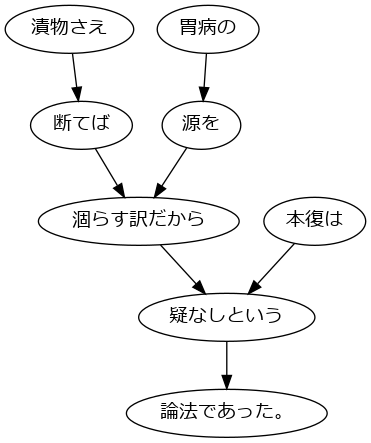 漬物さえ
胃病の
断てば
源を
涸らす訳だから
本復は
疑なしという
論法であった。